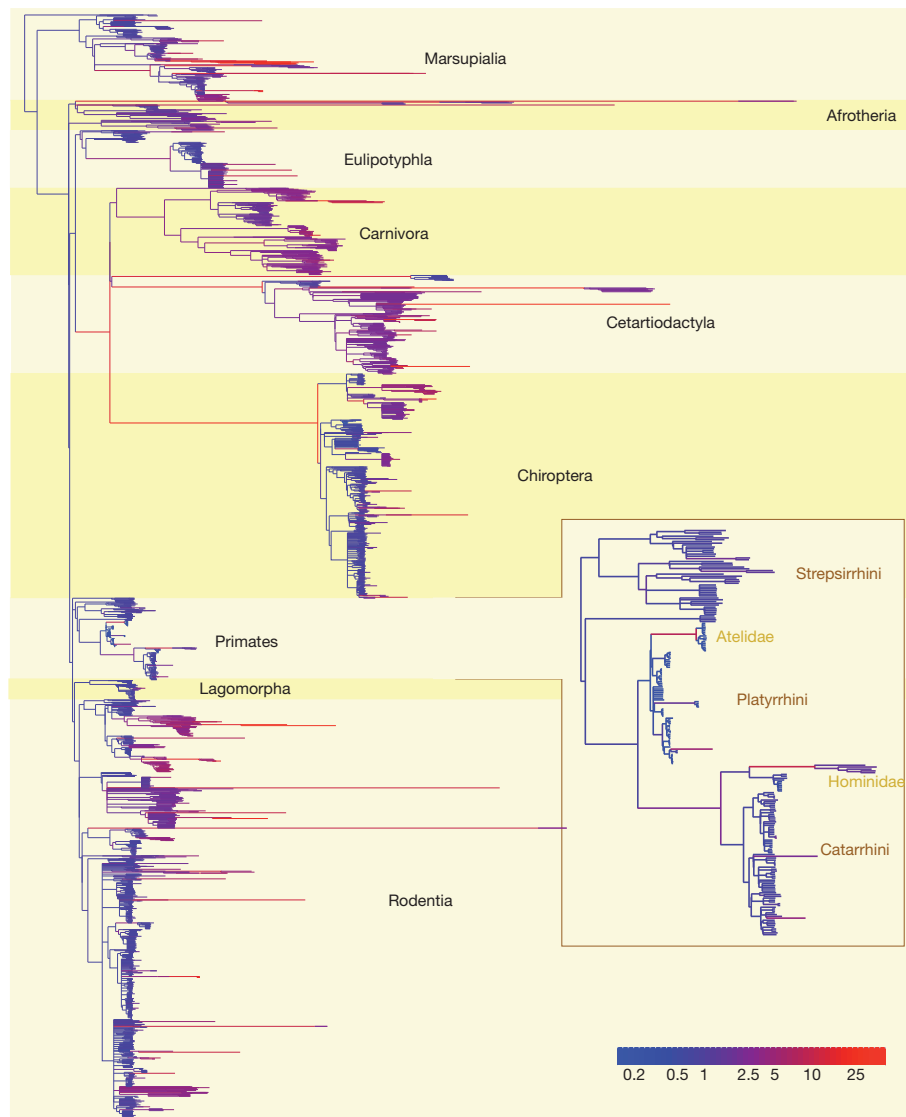 Marsupialia
Afrotheria
Eulipotyphla
Carnivora
Cetartiodactyla
Chiroptera
Strepsirrhini
Atelidae
Primates
Lagomorpha
Platyrrhini
Hominidae
Catarrhini
Rodentia
0.2 0.5 1 2.5 5 10 25